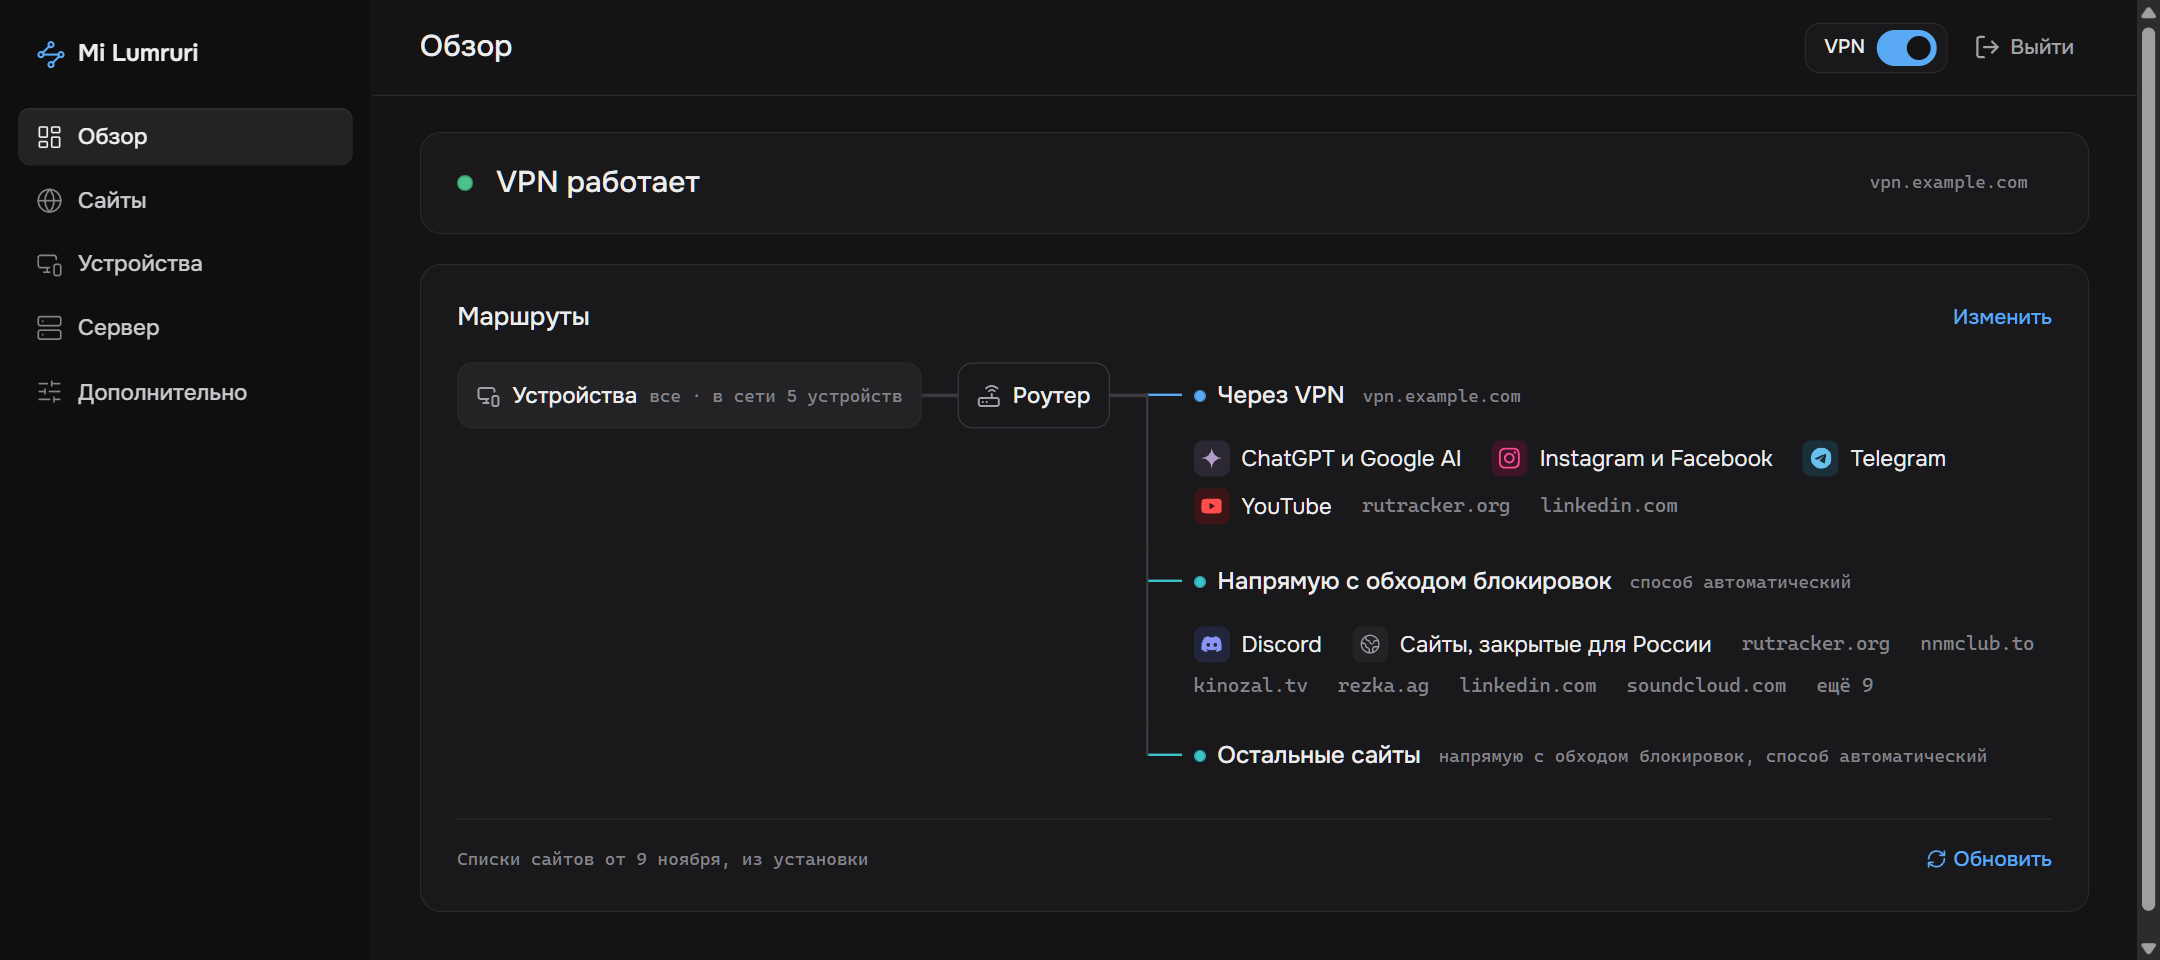 Mi Lumruri
Обзор
Сайты
Устройства
Сервер
Дополнительно
Обзор
VPN
Выйти
VPN работает
vpn.example.com
Маршруты
Изменить
Устройства все · в сети 5 устройств
Роутер
Через VPN vpn.example.com
ChatGPT и Google AI Instagram и Facebook Telegram
YouTube rutracker.org linkedin.com
Напрямую с обходом блокировок способ автоматический
Discord Сайты, закрытые для России rutracker.org nnmclub.to
kinozal.tv rezka.ag linkedin.com soundcloud.com ещё 9
Остальные сайты напрямую с обходом блокировок, способ автоматический
Списки сайтов от 9 ноября, из установки
Обновить